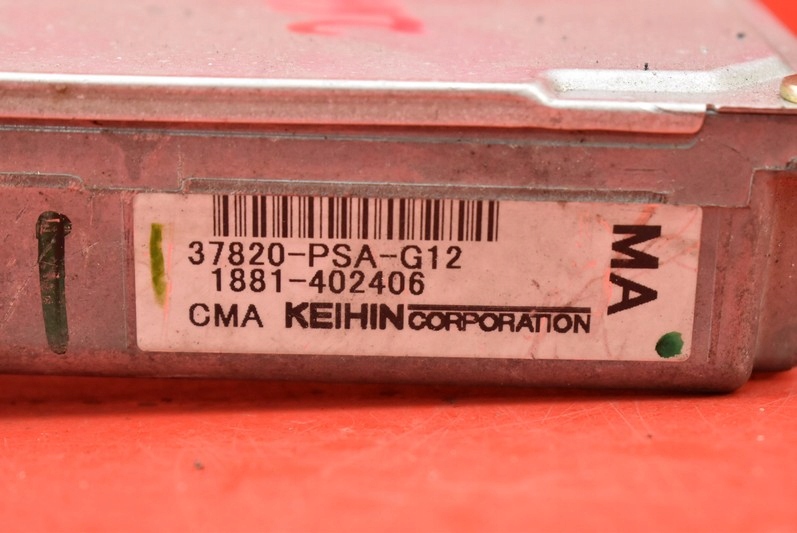 37820-PSA-G12
1881-402406
CMA KEIHIN CORPORATION
MA